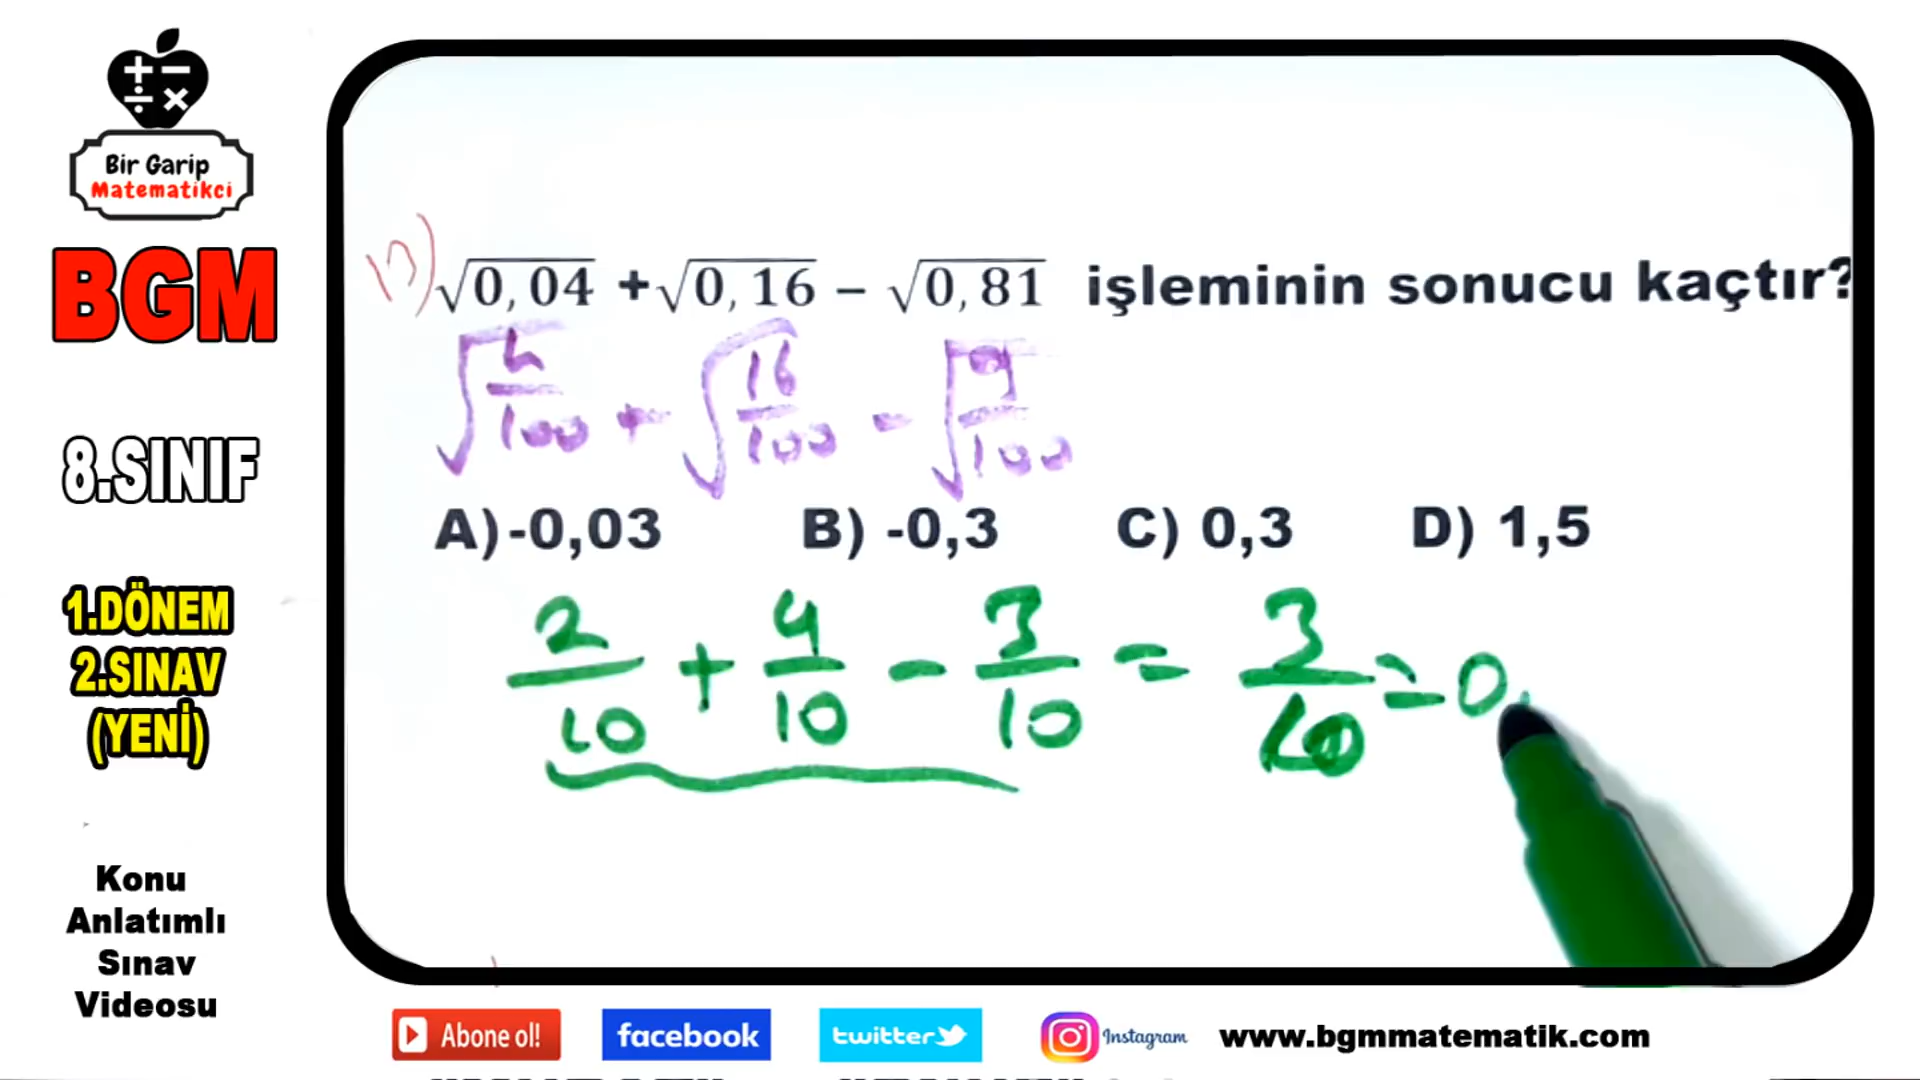 Bir Garip
Matematikci
BGM
8.SINIF
1.DÖNEM
2.SINAV
(YENİ)
Konu
Anlatımlı
Sınav
Videosu
17) √0,04 + √0,16 − √0,81 işleminin sonucu kaçtır?
√4/100 + √16/100 − √9/100
A) -0,03 B) -0,3 C) 0,3 D) 1,5
2/10 + 4/10 − 3/10 = 3/10 = 0,
Abone ol!
facebook
twitter
Instagram
www.bgmmatematik.com